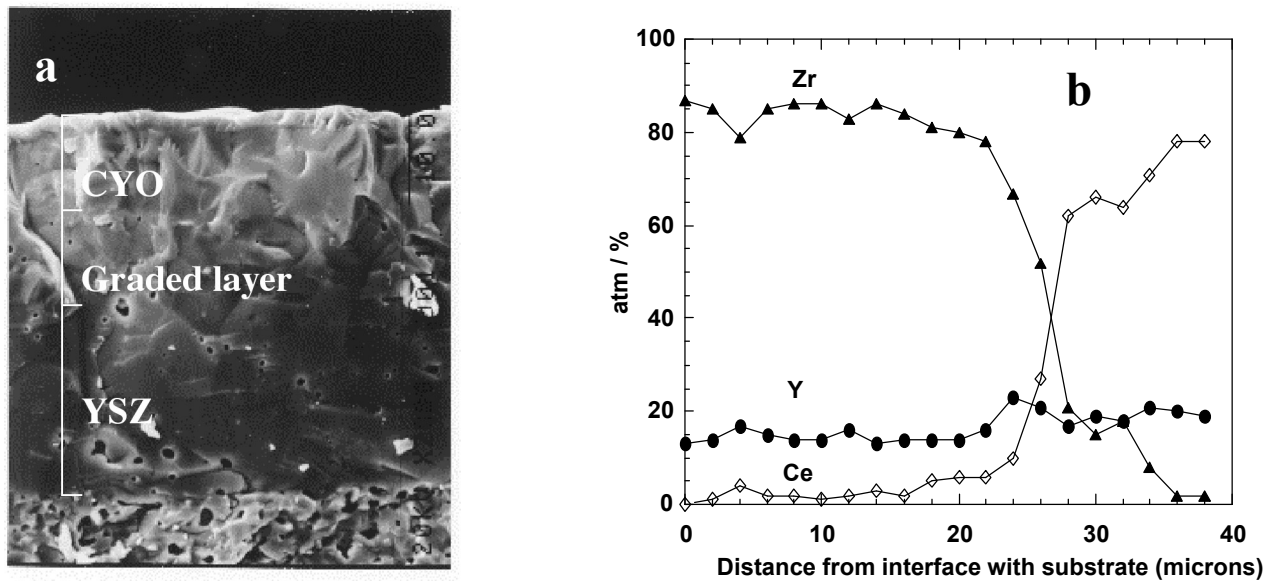 a
CYO
Graded layer
YSZ
b
100
80
60
40
20
0
atm / %
Zr
Y
Ce
0
10
20
30
40
Distance from interface with substrate (microns)